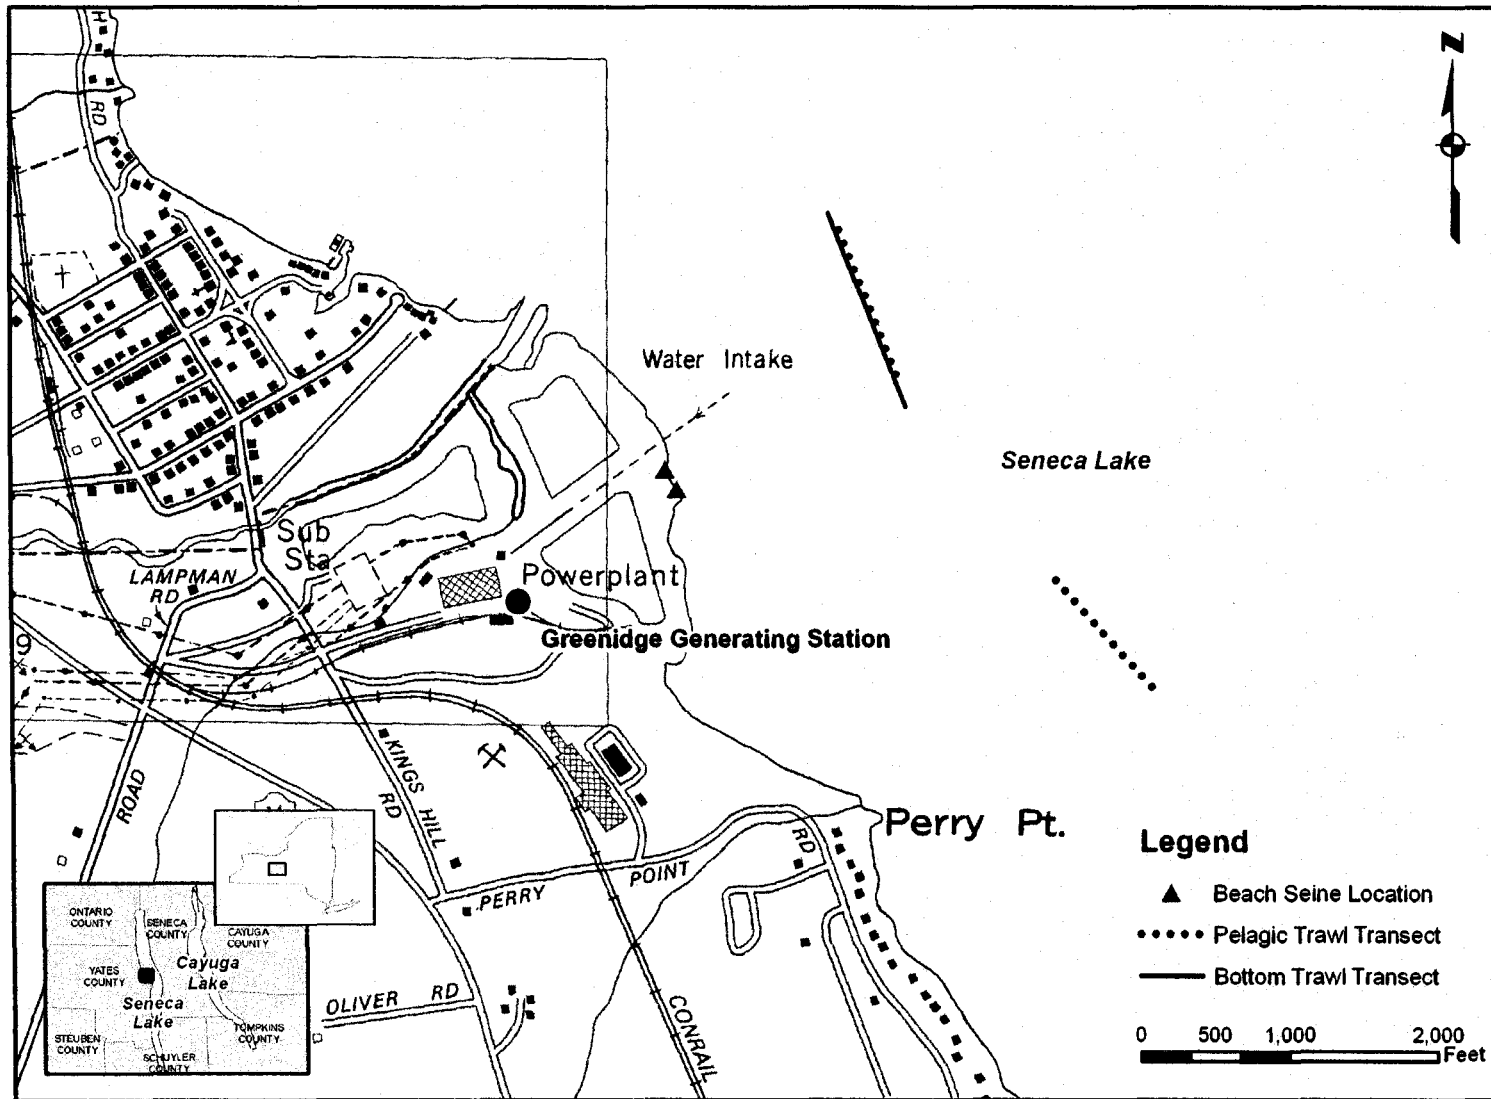 H
RD
N
Water Intake
Seneca Lake
Sub
Sta
LAMPMAN
RD
Powerplant
Greenidge Generating Station
9
ROAD
KINGS HILL
RD
PERRY POINT RD
Perry Pt.
OLIVER RD
CONRAIL
ONTARIO
COUNTY
SENECA
COUNTY
CAYUGA
COUNTY
YATES
COUNTY
Cayuga
Lake
Seneca
Lake
STEUBEN
COUNTY
TOMPKINS
COUNTY
SCHUYLER
COUNTY
Legend
Beach Seine Location
Pelagic Trawl Transect
Bottom Trawl Transect
0 500 1,000 2,000
Feet